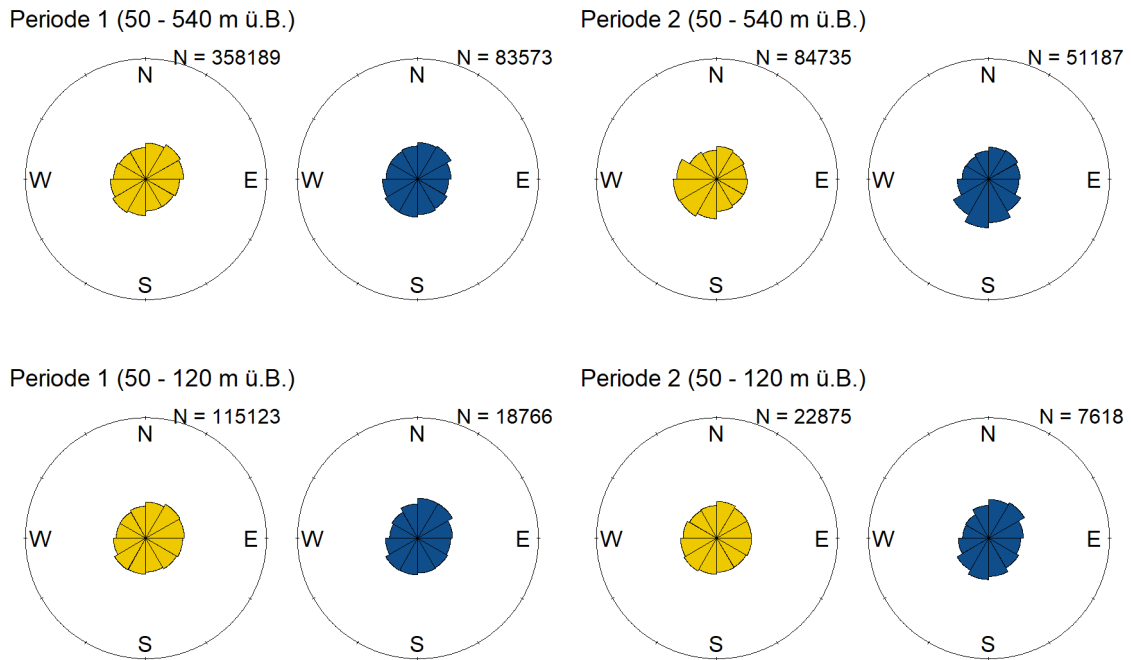 Periode 1 (50 - 540 m ü.B.)
N = 358189
N
W
E
S
N = 83573
N
W
E
S
Periode 2 (50 - 540 m ü.B.)
N = 84735
N
W
E
S
N = 51187
N
W
E
S
Periode 1 (50 - 120 m ü.B.)
N = 115123
N
W
E
S
N = 18766
N
W
E
S
Periode 2 (50 - 120 m ü.B.)
N = 22875
N
W
E
S
N = 7618
N
W
E
S